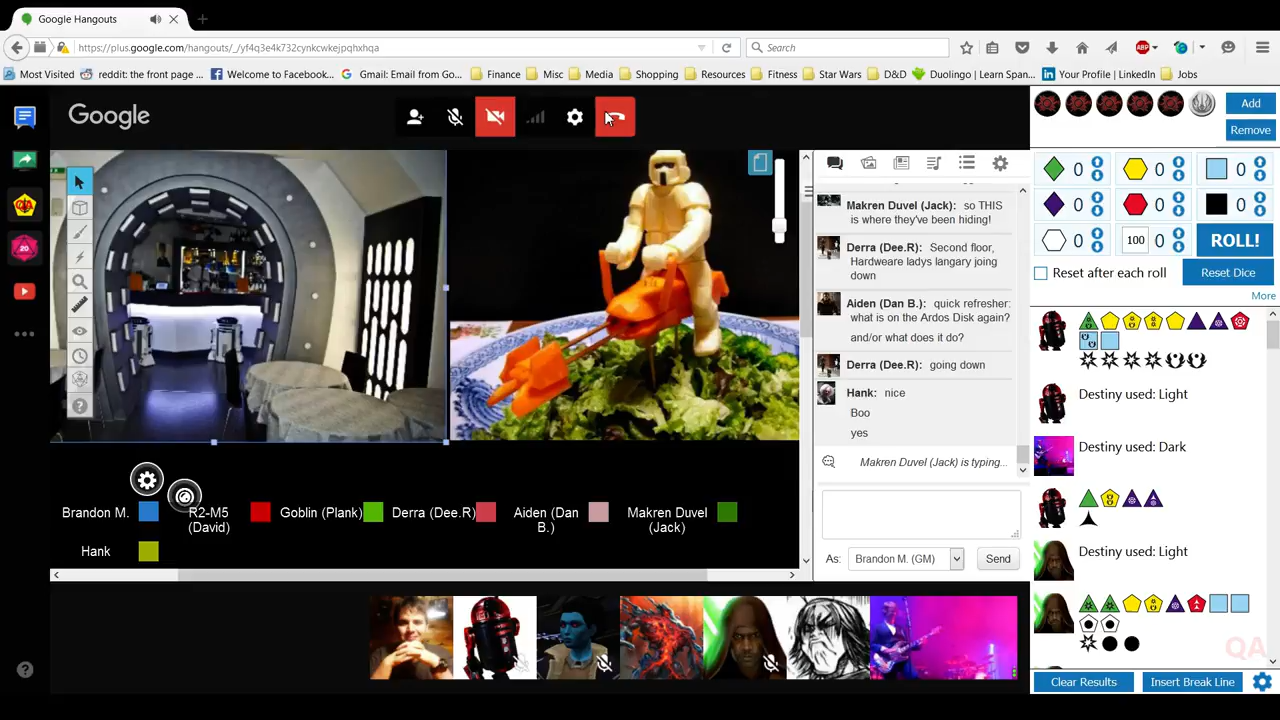 Google Hangouts
https://plus.google.com/hangouts/_/yf4q3e4k732cynkcwkejpqhxhqa
Search
ABP
Most Visited
reddit: the front page ...
Welcome to Facebook...
Gmail: Email from Go...
Finance
Misc
Media
Shopping
Resources
Fitness
Star Wars
D&D
Duolingo | Learn Span...
Your Profile | LinkedIn
Jobs
Google
Makren Duvel (Jack): so THIS
is where they've been hiding!
Derra (Dee.R): Second floor,
Hardweare ladys langary joing
down
Aiden (Dan B.): quick refresher:
what is on the Ardos Disk again?
and/or what does it do?
Derra (Dee.R): going down
Hank: nice
Boo
yes
Makren Duvel (Jack) is typing...
As:
Brandon M. (GM)
Send
Brandon M.
R2-M5
(David)
Goblin (Plank)
Derra (Dee.R)
Aiden (Dan
B.)
Makren Duvel
(Jack)
Hank
Add
Remove
0
0
0
0
0
0
0
100
0
ROLL!
Reset after each roll
Reset Dice
More
Destiny used: Light
Destiny used: Dark
Destiny used: Light
QA
Clear Results
Insert Break Line